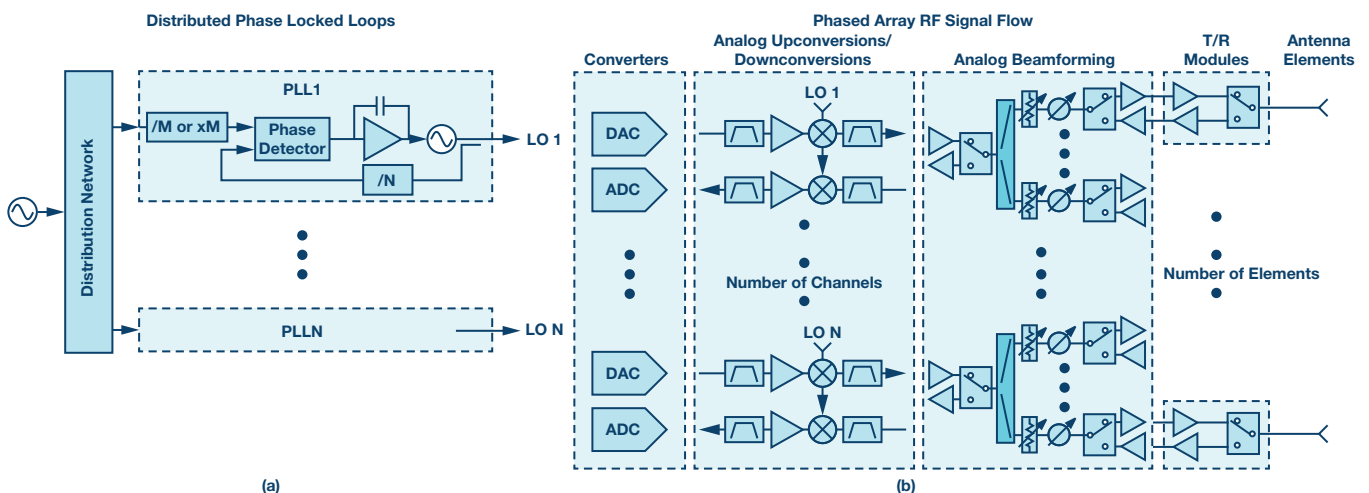 Distributed Phase Locked Loops
Distribution Network
PLL1
/M or xM
Phase
Detector
/N
LO 1
PLLN
LO N
(a)
Phased Array RF Signal Flow
Converters
Analog Upconversions/
Downconversions
Analog Beamforming
T/R
Modules
Antenna
Elements
DAC
ADC
LO 1
Number of Channels
Number of Elements
LO N
DAC
ADC
(b)